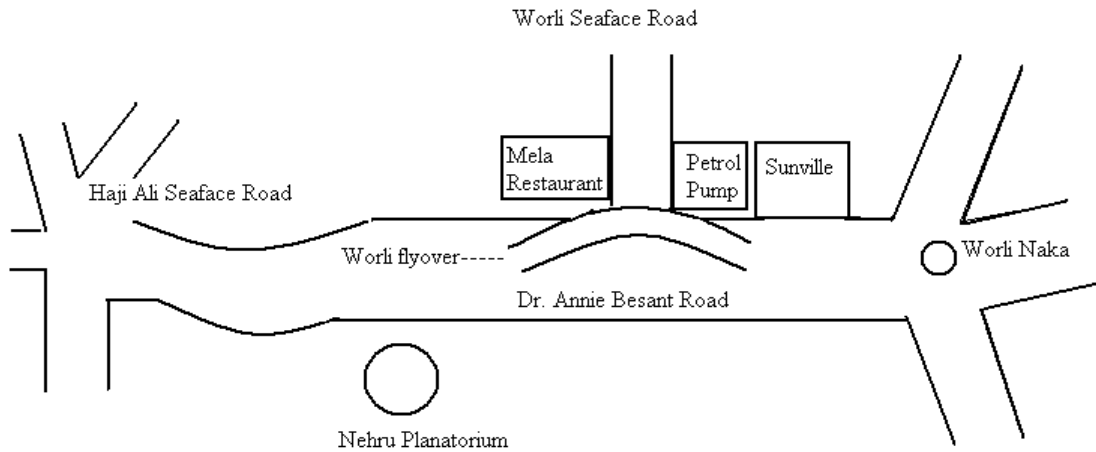 Worli Seaface Road
Mela
Restaurant
Petrol
Pump
Sunville
Haji Ali Seaface Road
Worli flyover-----
Worli Naka
Dr. Annie Besant Road
Nehru Planatorium